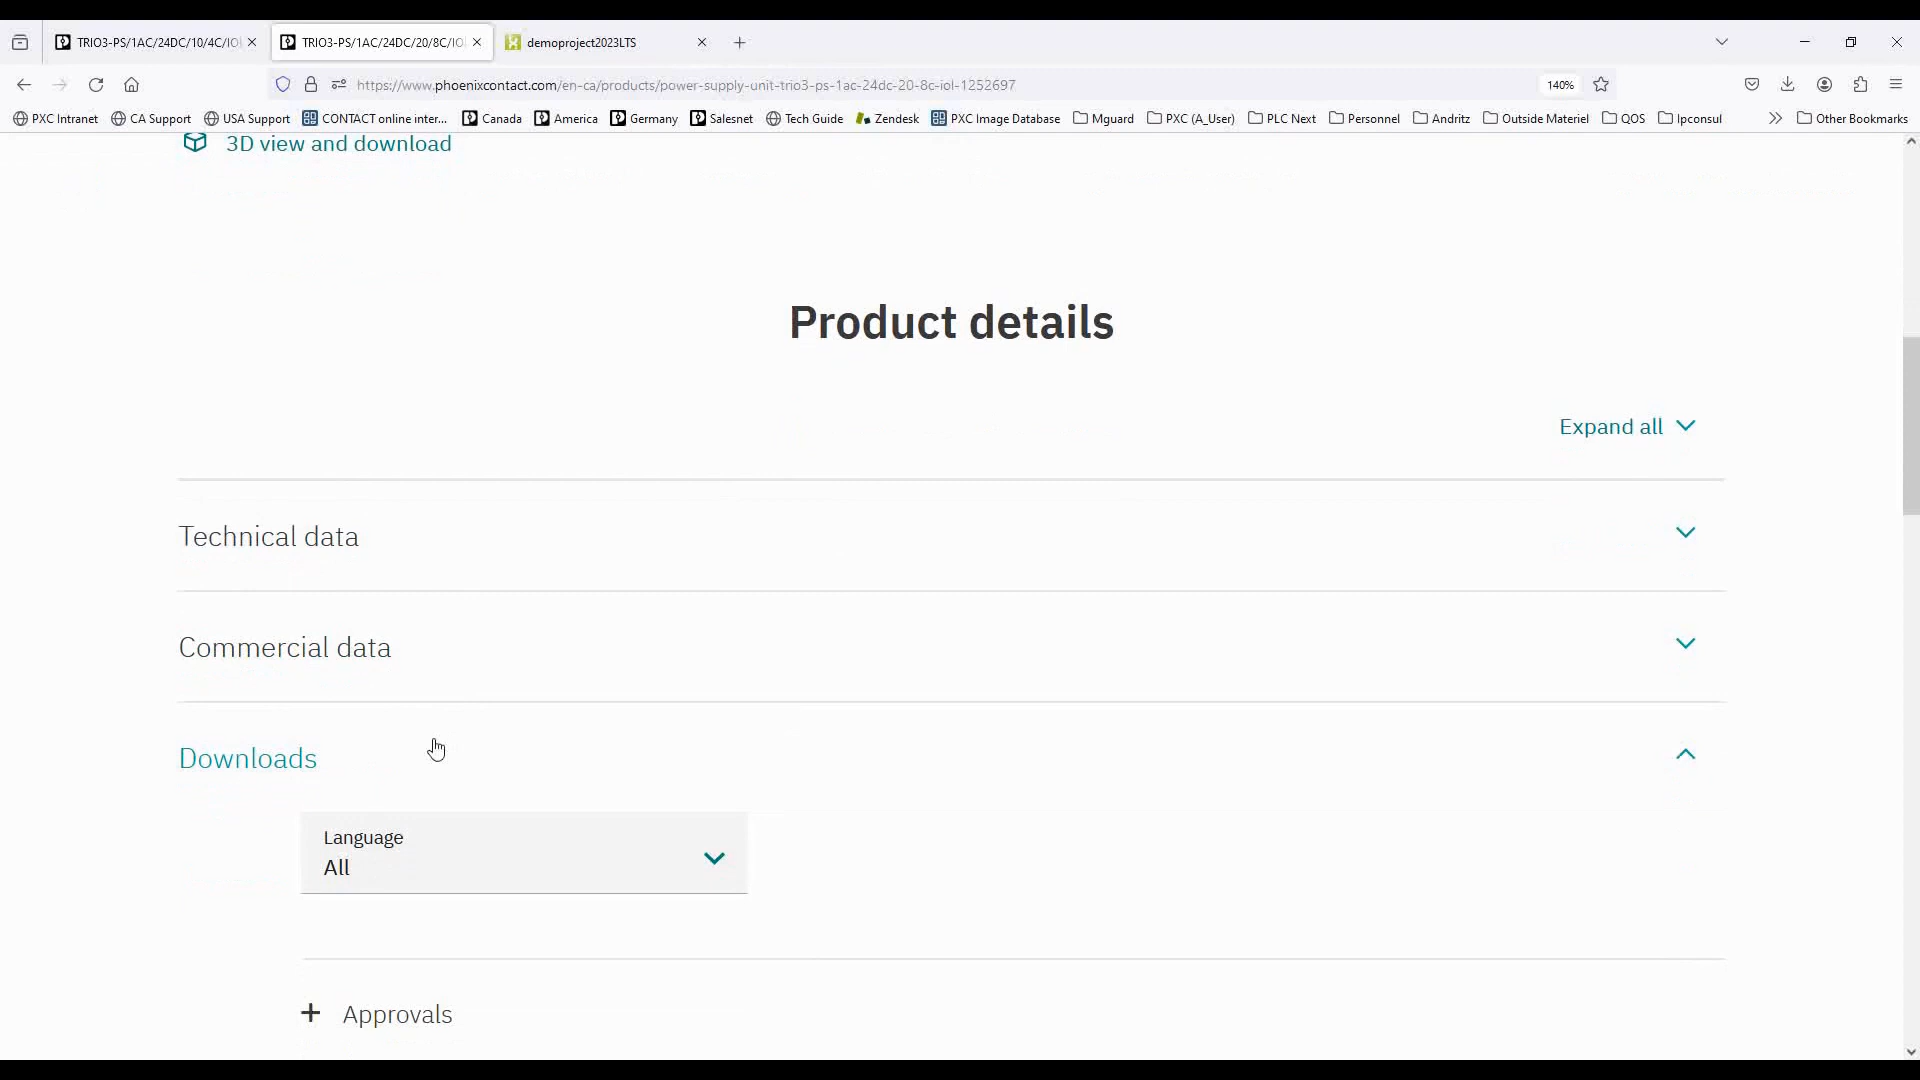 TRIO3-PS/1AC/24DC/10/4C/IO
TRIO3-PS/1AC/24DC/20/8C/IO
demoproject2023LTS
https://www.phoenixcontact.com/en-ca/products/power-supply-unit-trio3-ps-1ac-24dc-20-8c-iol-1252697
140%
PXC Intranet
CA Support
USA Support
CONTACT online inter...
Canada
America
Germany
Salesnet
Tech Guide
Zendesk
PXC Image Database
Mguard
PXC (A_User)
PLC Next
Personnel
Andritz
Outside Materiel
QOS
Ipconsul
Other Bookmarks
3D view and download
Product details
Expand all
Technical data
Commercial data
Downloads
Language
All
Approvals